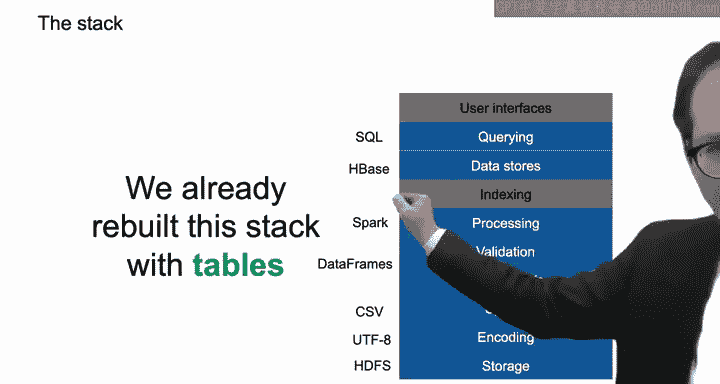 The stack
User interfaces
SQL Querying
HBase Data stores
Indexing
We already
rebuilt this stack
with tables
Spark Processing
Validation
DataFrames
CSV
UTF-8 Encoding
HDFS Storage